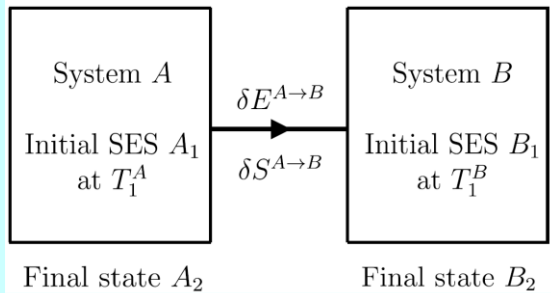 System A
Initial SES A₁
at T₁ᴬ
Final state A₂
δEᴬ→ᴮ
δSᴬ→ᴮ
System B
Initial SES B₁
at T₁ᴮ
Final state B₂